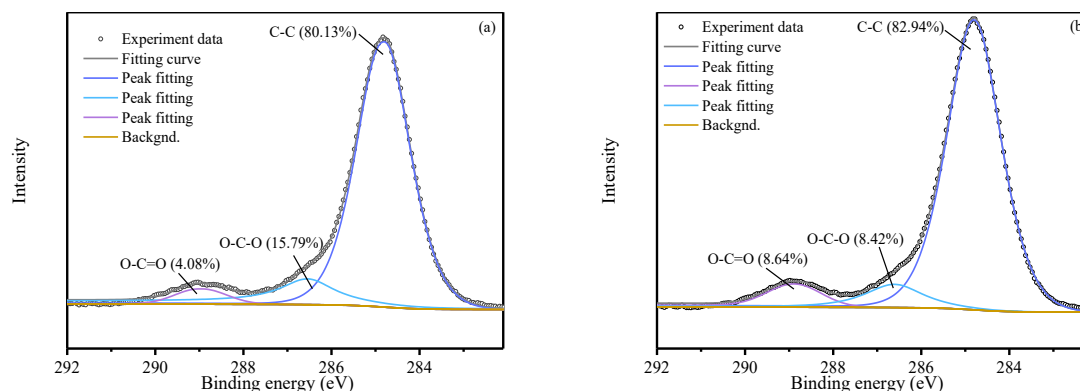 (a)
Experiment data
Fitting curve
Peak fitting
Peak fitting
Peak fitting
Backgnd.
C-C (80.13%)
O-C-O (15.79%)
O-C=O (4.08%)
Intensity
292 290 288 286 284
Binding energy (eV)
(b)
Experiment data
Fitting curve
Peak fitting
Peak fitting
Peak fitting
Backgnd.
C-C (82.94%)
O-C-O (8.42%)
O-C=O (8.64%)
Intensity
292 290 288 286 284
Binding energy (eV)